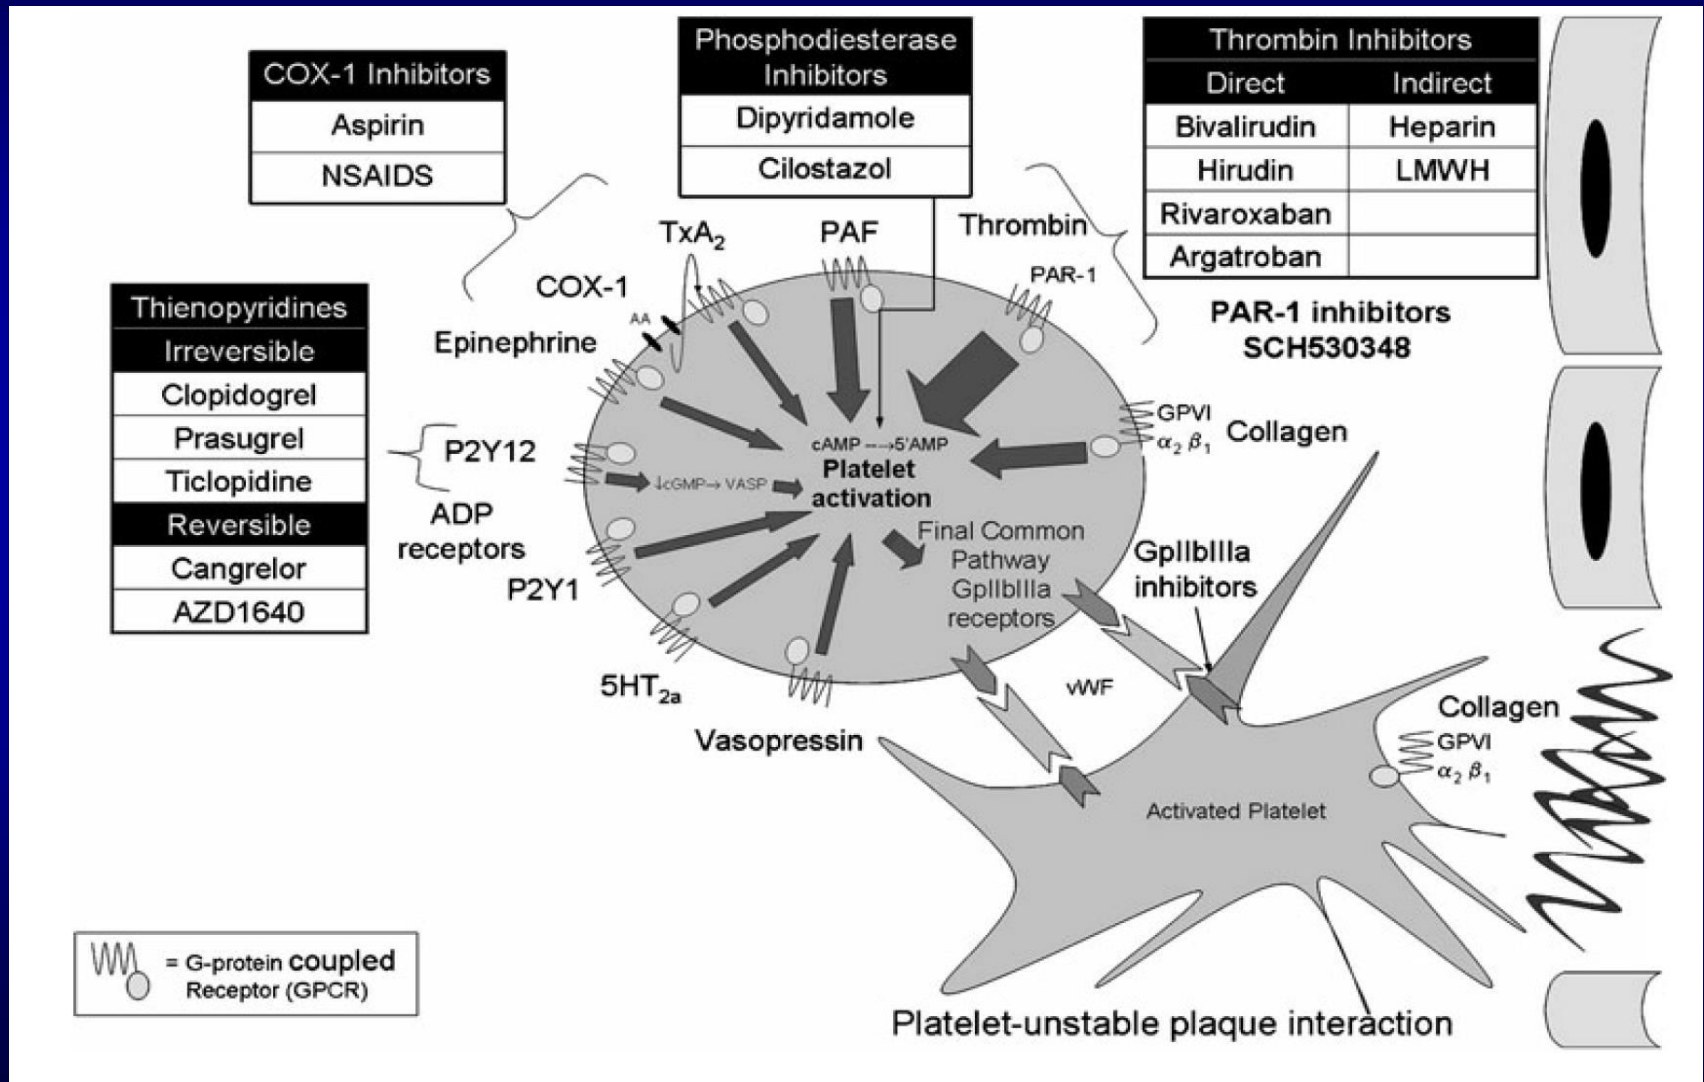 COX-1 Inhibitors
Aspirin
NSAIDS
Phosphodiesterase
Inhibitors
Dipyridamole
Cilostazol
Thrombin Inhibitors
Direct Indirect
Bivalirudin Heparin
Hirudin LMWH
Rivaroxaban
Argatroban
PAR-1 inhibitors
SCH530348
Thienopyridines
Irreversible
Clopidogrel
Prasugrel
Ticlopidine
Reversible
Cangrelor
AZD1640
TxA2
PAF
Thrombin
PAR-1
COX-1
AA
Epinephrine
P2Y12
ADP
receptors
P2Y1
5HT2a
Vasopressin
GPVI
α2 β1
Collagen
cAMP --→5'AMP
Platelet
activation
↓cGMP→ VASP
Final Common
Pathway
GpIIbIIIa
receptors
GpIIbIIIa
inhibitors
vWF
Collagen
GPVI
α2 β1
Activated Platelet
= G-protein coupled
Receptor (GPCR)
Platelet-unstable plaque interaction